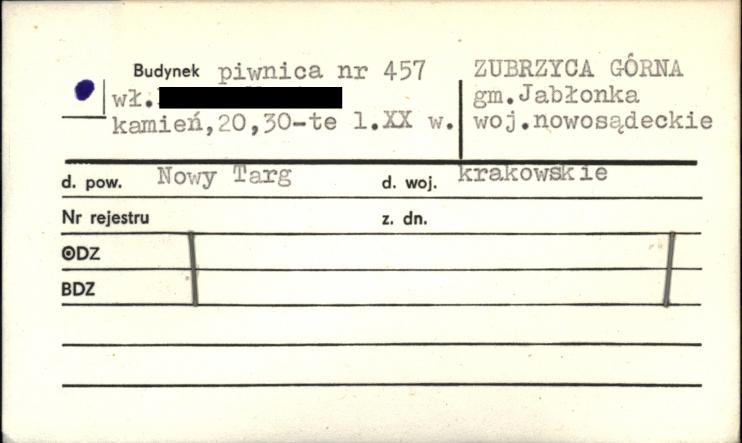 Budynek piwnica nr 457
wł.
kamień,20,30-te l.XX w.
ZUBRZYCA GÓRNA
gm.Jabłonka
woj.nowosądeckie
d. pow. Nowy Targ d. woj. krakowskie
Nr rejestru z. dn.
ODZ
BDZ